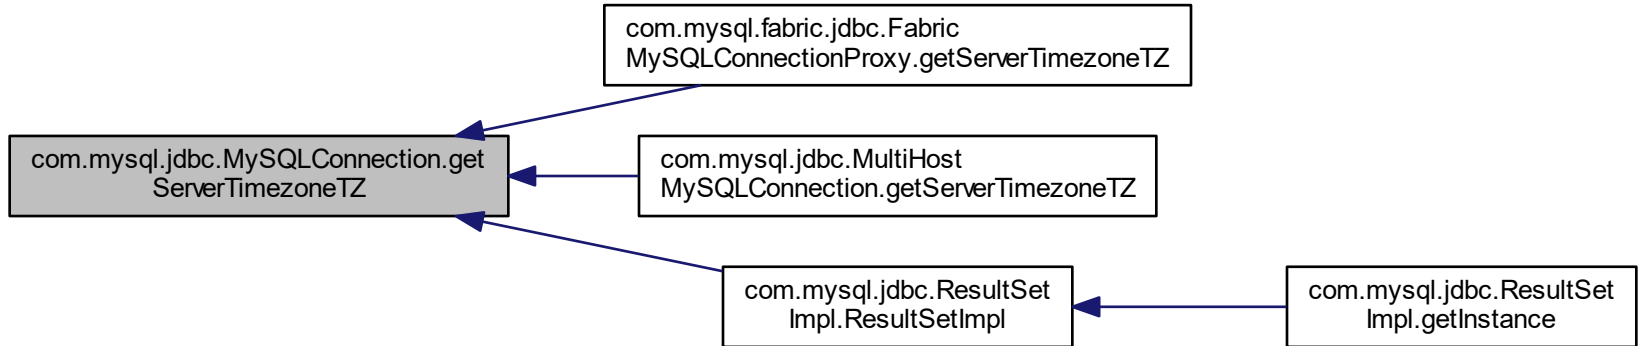 com.mysql.fabric.jdbc.Fabric
MySQLConnectionProxy.getServerTimezoneTZ
com.mysql.jdbc.MySQLConnection.get
ServerTimezoneTZ
com.mysql.jdbc.MultiHost
MySQLConnection.getServerTimezoneTZ
com.mysql.jdbc.ResultSet
Impl.ResultSetImpl
com.mysql.jdbc.ResultSet
Impl.getInstance